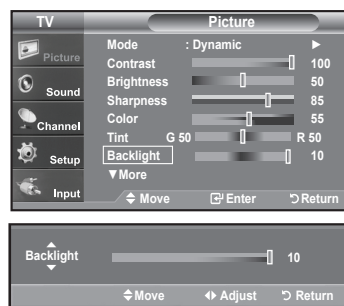 TV Picture
Picture
Sound
Channel
Setup
Input
Mode : Dynamic ►
Contrast 100
Brightness 50
Sharpness 85
Color 55
Tint G 50 R 50
Backlight 10
▼More
Move Enter Return
Backlight 10
Move Adjust Return